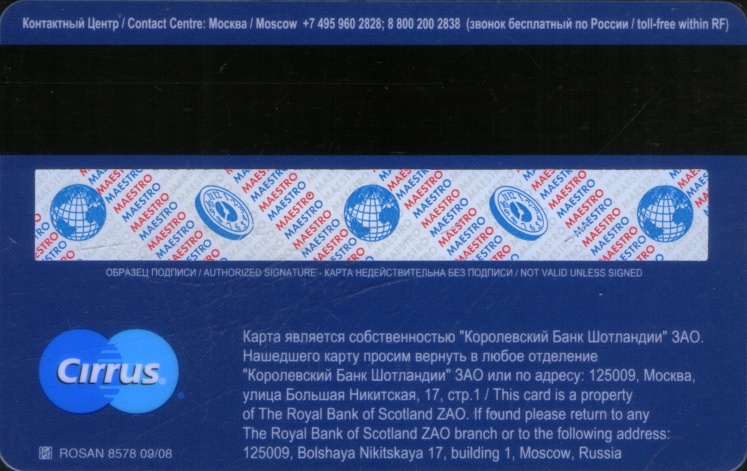 Контактный Центр / Contact Centre: Москва / Moscow +7 495 960 2828; 8 800 200 2838 (звонок бесплатный по России / toll-free within RF)
MAESTRO MAESTRO MAESTRO MAESTRO MAESTRO
ОБРАЗЕЦ ПОДПИСИ / AUTHORIZED SIGNATURE - КАРТА НЕДЕЙСТВИТЕЛЬНА БЕЗ ПОДПИСИ / NOT VALID UNLESS SIGNED
Cirrus
Карта является собственностью "Королевский Банк Шотландии" ЗАО.
Нашедшего карту просим вернуть в любое отделение
"Королевский Банк Шотландии" ЗАО или по адресу: 125009, Москва,
улица Большая Никитская, 17, стр.1 / This card is a property
of The Royal Bank of Scotland ZAO. If found please return to any
The Royal Bank of Scotland ZAO branch or to the following address:
125009, Bolshaya Nikitskaya 17, building 1, Moscow, Russia
ROSAN 8578 09/08